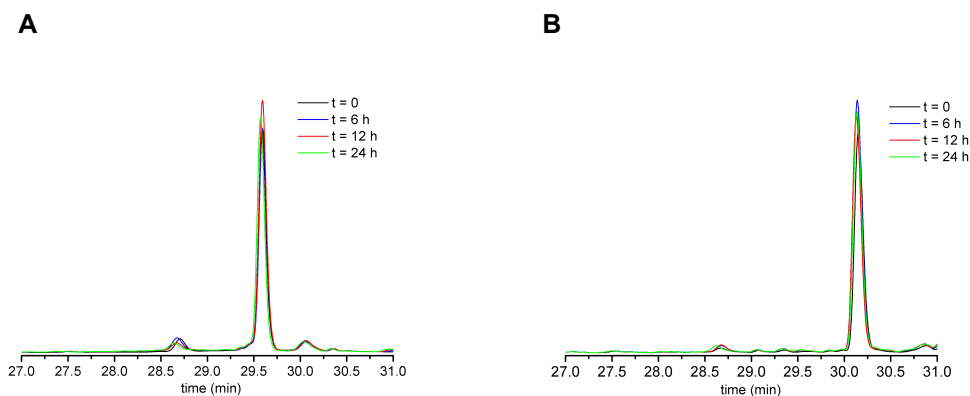 A
B
t = 0
t = 6 h
t = 12 h
t = 24 h
27.0 27.5 28.0 28.5 29.0 29.5 30.0 30.5 31.0
time (min)
t = 0
t = 6 h
t = 12 h
t = 24 h
27.0 27.5 28.0 28.5 29.0 29.5 30.0 30.5 31.0
time (min)